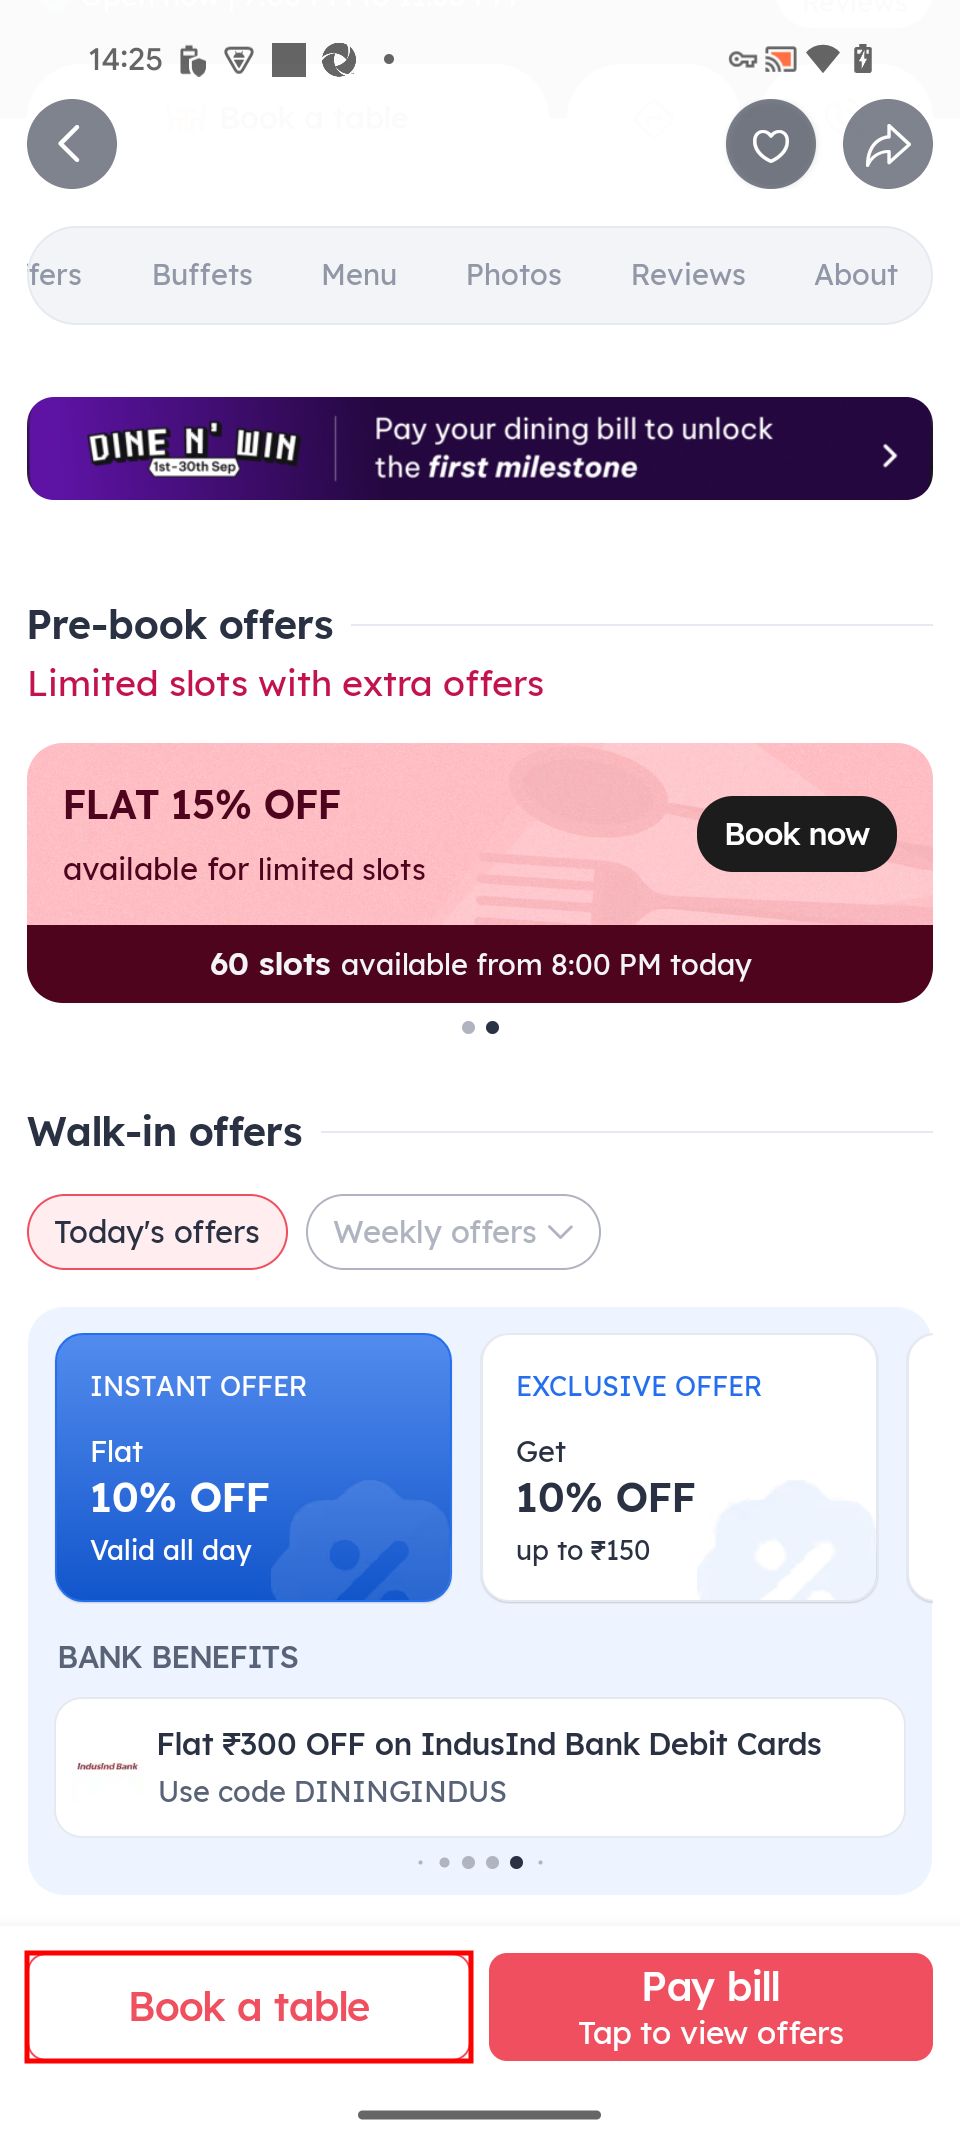 14:25
Book a table
fers Buffets Menu Photos Reviews About
DINE N' WIN
1st-30th Sep
Pay your dining bill to unlock
the first milestone
Pre-book offers
Limited slots with extra offers
FLAT 15% OFF
available for limited slots
Book now
60 slots available from 8:00 PM today
Walk-in offers
Today's offers
Weekly offers
INSTANT OFFER
Flat
10% OFF
Valid all day
EXCLUSIVE OFFER
Get
10% OFF
up to ₹150
BANK BENEFITS
IndusInd Bank
Flat ₹300 OFF on IndusInd Bank Debit Cards
Use code DININGINDUS
Book a table
Pay bill
Tap to view offers